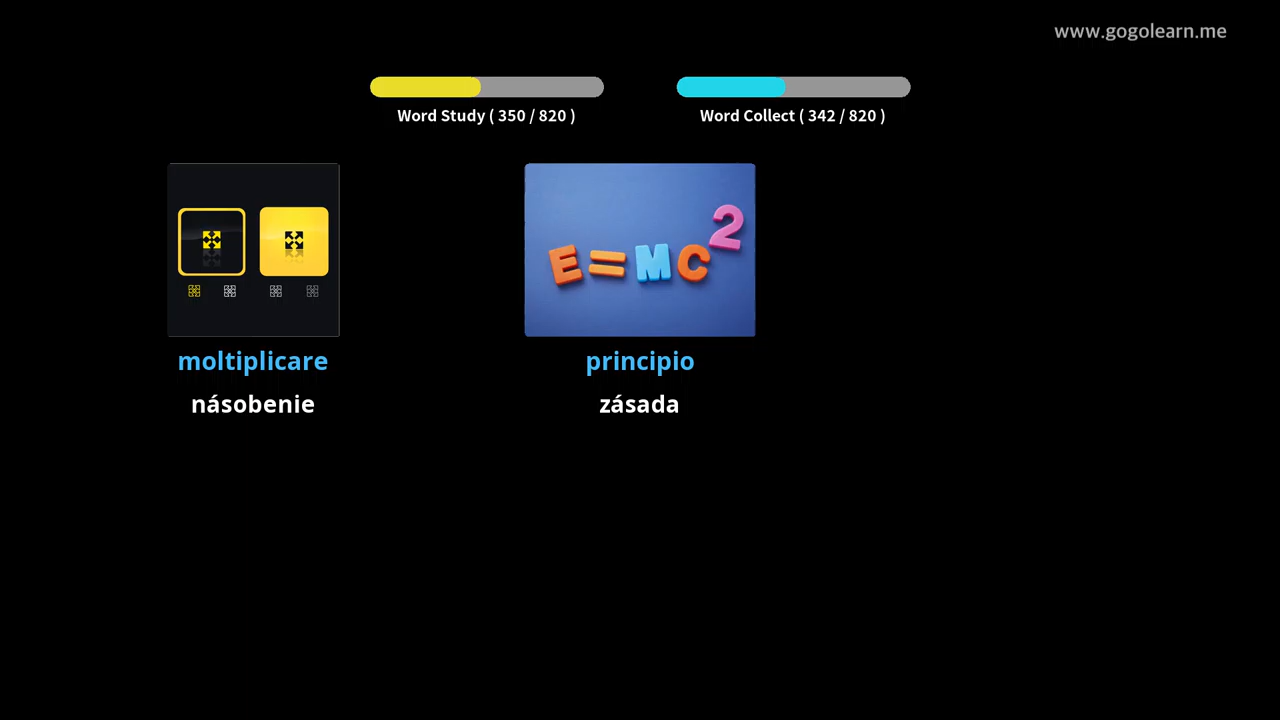 www.gogolearn.me
Word Study ( 350 / 820 )
Word Collect ( 342 / 820 )
E=MC2
moltiplicare
principio
násobenie
zásada